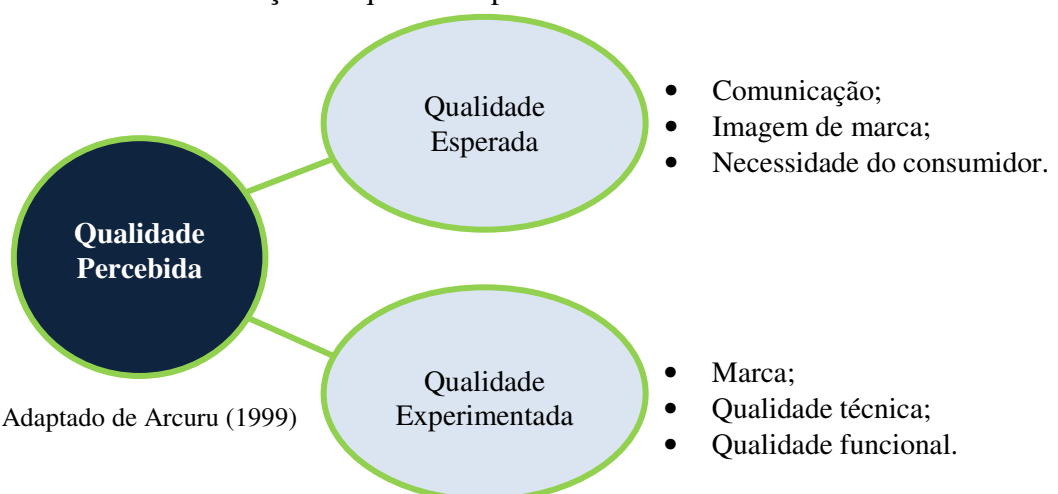 Qualidade
Esperada
• Comunicação;
• Imagem de marca;
• Necessidade do consumidor.
Qualidade
Percebida
Qualidade
Experimentada
• Marca;
• Qualidade técnica;
• Qualidade funcional.
Adaptado de Arcuru (1999)